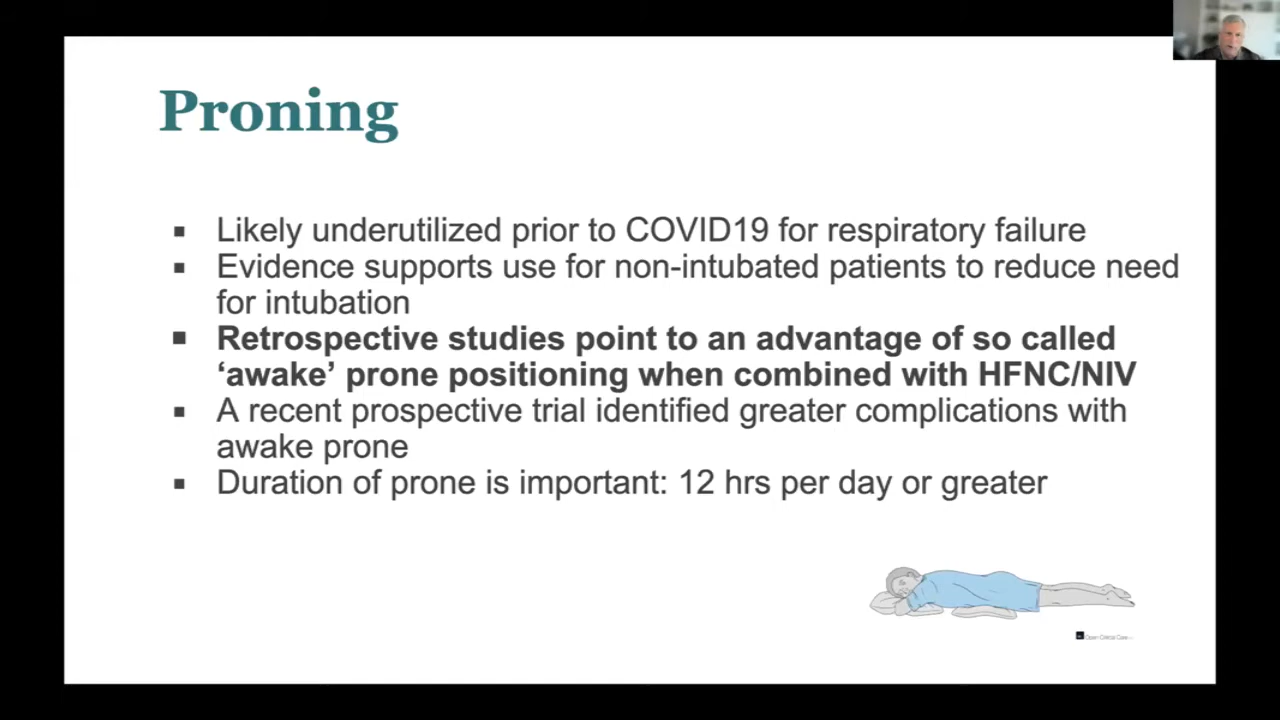 Proning
▪ Likely underutilized prior to COVID19 for respiratory failure
▪ Evidence supports use for non-intubated patients to reduce need
for intubation
▪ Retrospective studies point to an advantage of so called
‘awake’ prone positioning when combined with HFNC/NIV
▪ A recent prospective trial identified greater complications with
awake prone
▪ Duration of prone is important: 12 hrs per day or greater
Open Critical Care